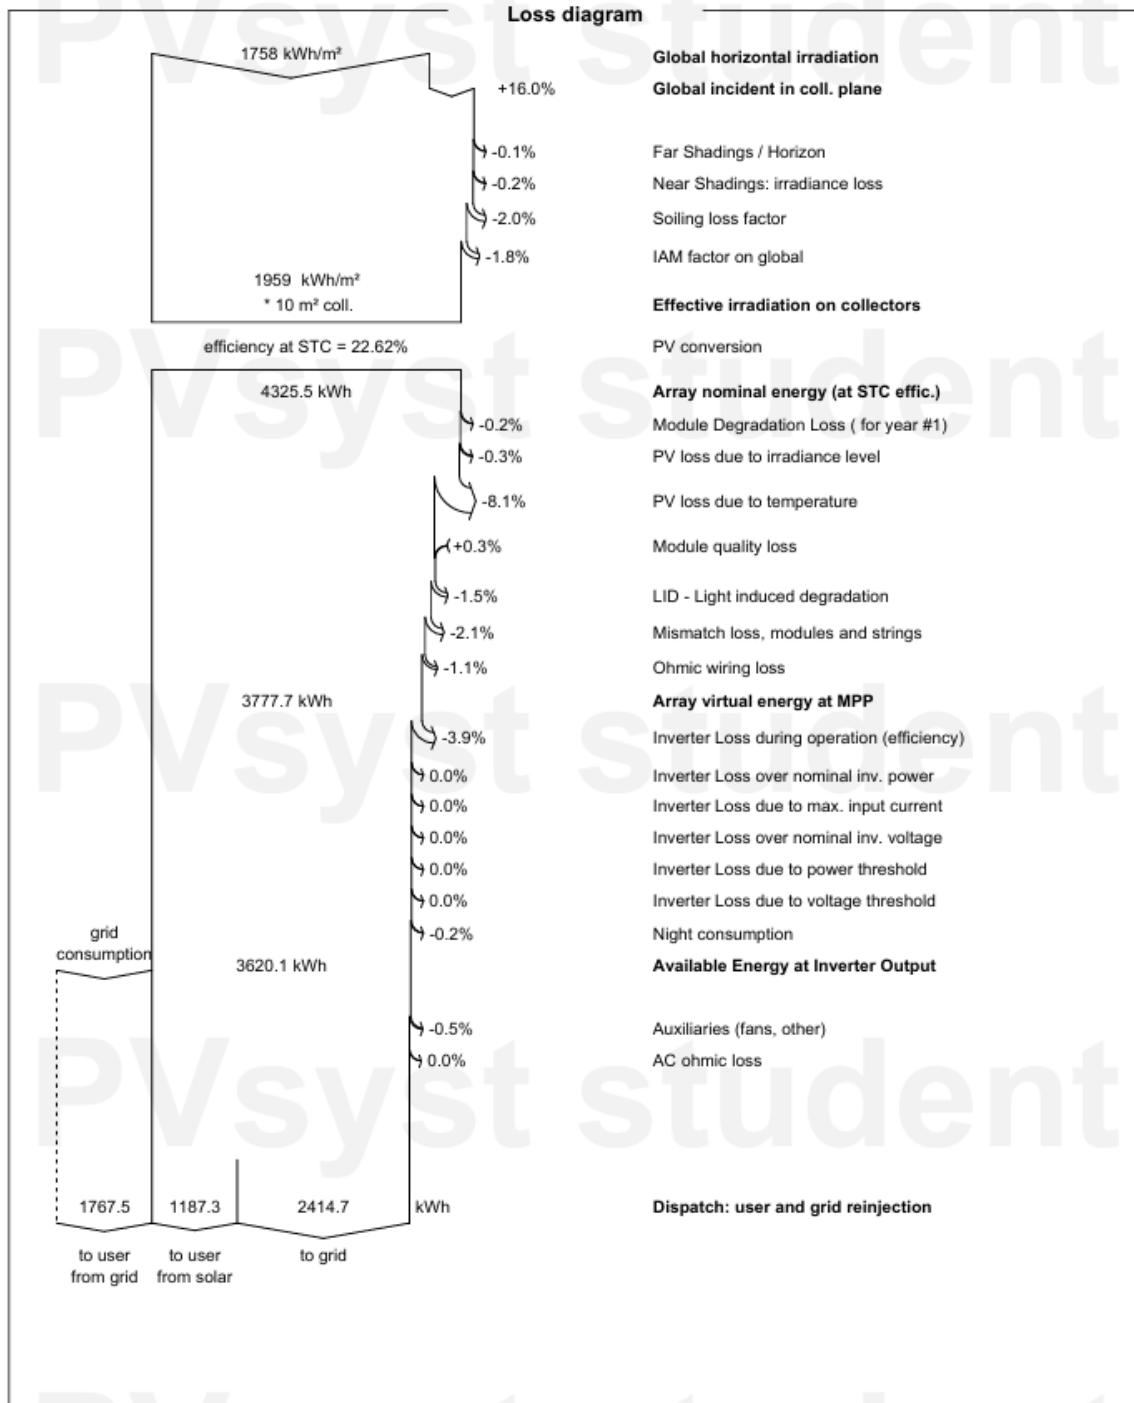 Loss diagram
1758 kWh/m²
Global horizontal irradiation
+16.0%
Global incident in coll. plane
-0.1%
Far Shadings / Horizon
-0.2%
Near Shadings: irradiance loss
-2.0%
Soiling loss factor
-1.8%
IAM factor on global
1959 kWh/m²
* 10 m² coll.
Effective irradiation on collectors
efficiency at STC = 22.62%
PV conversion
4325.5 kWh
Array nominal energy (at STC effic.)
-0.2%
Module Degradation Loss ( for year #1)
-0.3%
PV loss due to irradiance level
-8.1%
PV loss due to temperature
+0.3%
Module quality loss
-1.5%
LID - Light induced degradation
-2.1%
Mismatch loss, modules and strings
-1.1%
Ohmic wiring loss
3777.7 kWh
Array virtual energy at MPP
-3.9%
Inverter Loss during operation (efficiency)
0.0%
Inverter Loss over nominal inv. power
0.0%
Inverter Loss due to max. input current
0.0%
Inverter Loss over nominal inv. voltage
0.0%
Inverter Loss due to power threshold
0.0%
Inverter Loss due to voltage threshold
-0.2%
Night consumption
grid
consumption
3620.1 kWh
Available Energy at Inverter Output
-0.5%
Auxiliaries (fans, other)
0.0%
AC ohmic loss
1767.5
1187.3
2414.7
kWh
Dispatch: user and grid reinjection
to user
from grid
to user
from solar
to grid
PVsyst student
PVsyst student
PVsyst student
PVsyst student
PVsyst student